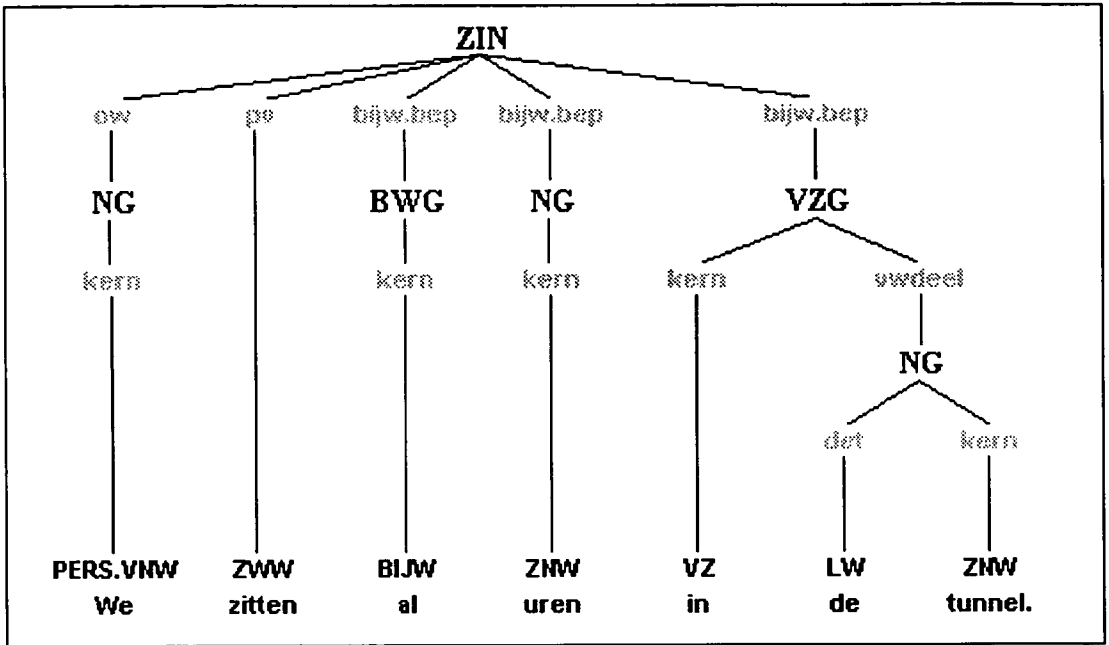 ZIN
ow pv bijw.bep bijw.bep bijw.bep
NG BWG NG VZG
kern kern kern kern vwdeel
NG
det kern
PERS.VNW ZWW BIJW ZNW VZ LW ZNW
We zitten al uren in de tunnel.